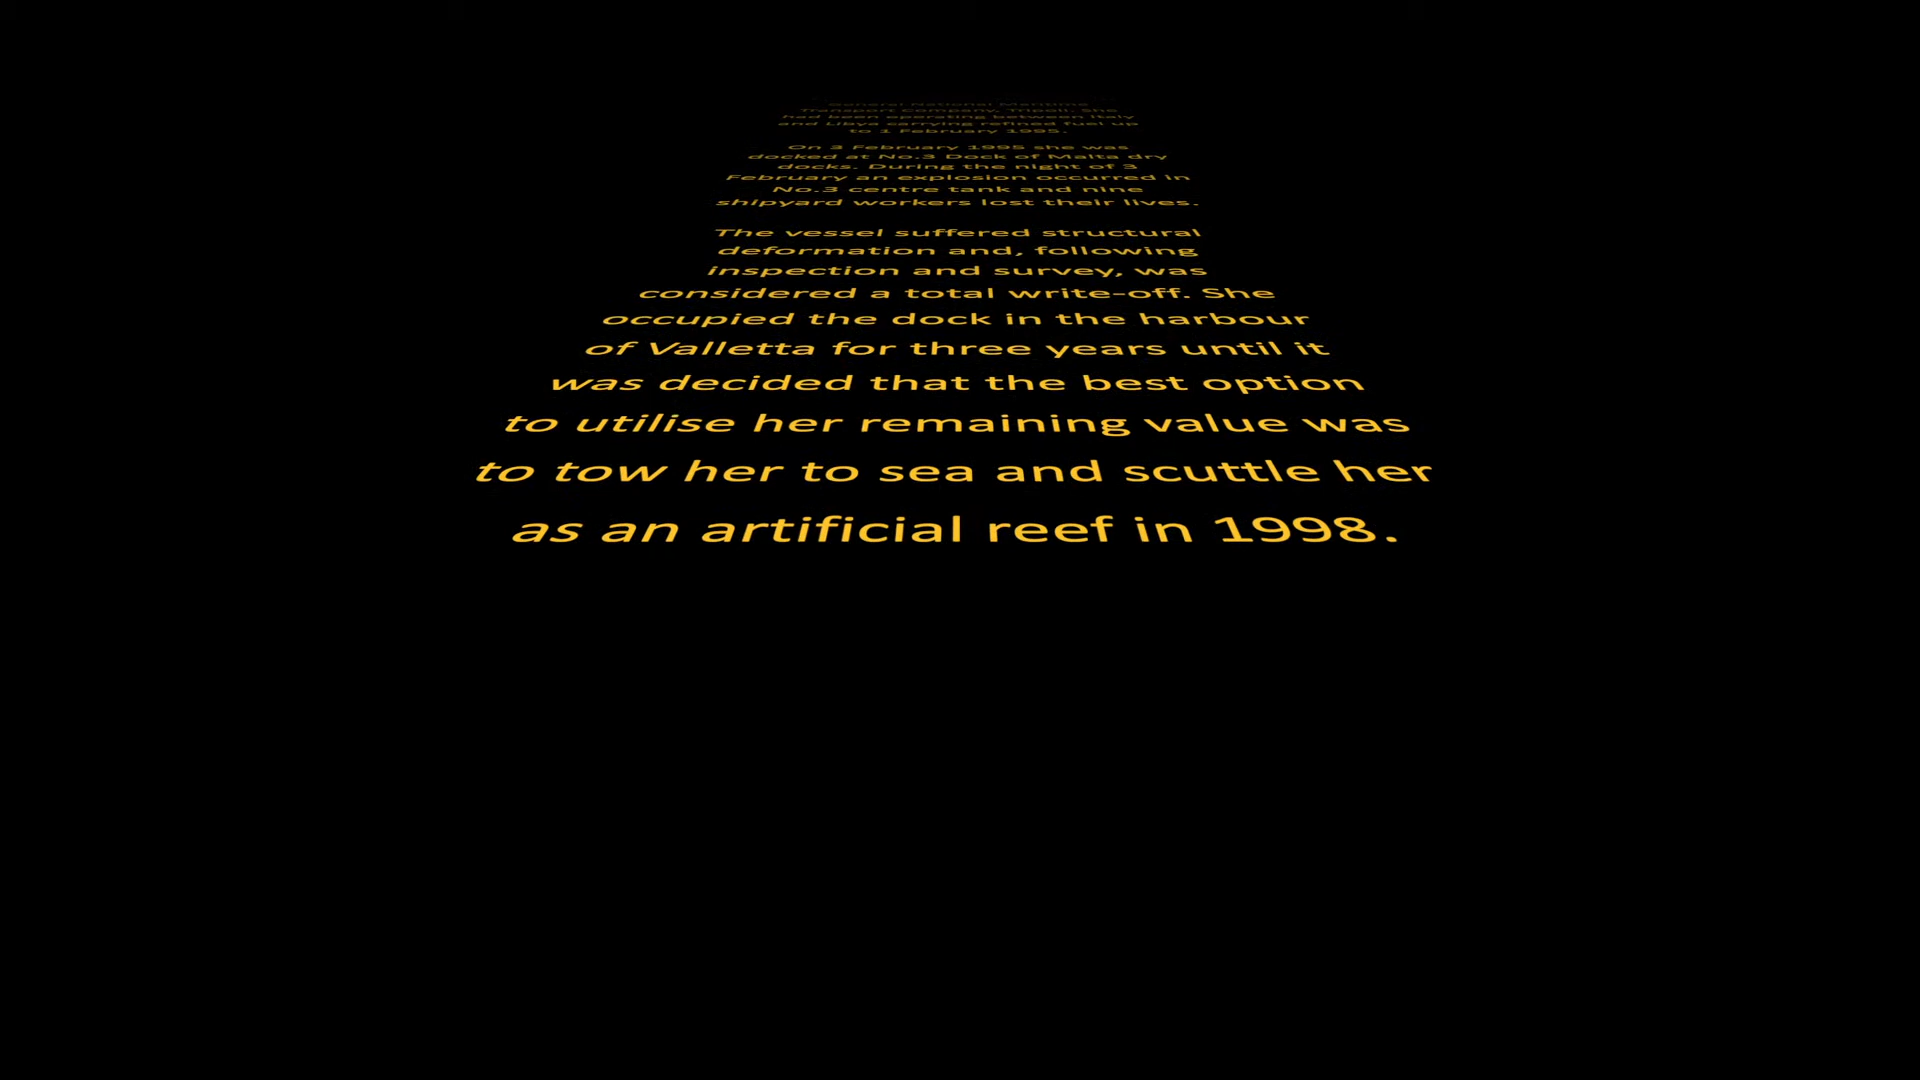 General National Maritime
Transport Company, Tripoli. She
had been operating between Italy
and Libya carrying refined fuel up
to 1 February 1995.
On 3 February 1995 she was
docked at No.3 Dock of Malta dry
docks. During the night of 3
February an explosion occurred in
No.3 centre tank and nine
shipyard workers lost their lives.
The vessel suffered structural
deformation and, following
inspection and survey, was
considered a total write-off. She
occupied the dock in the harbour
of Valletta for three years until it
was decided that the best option
to utilise her remaining value was
to tow her to sea and scuttle her
as an artificial reef in 1998.